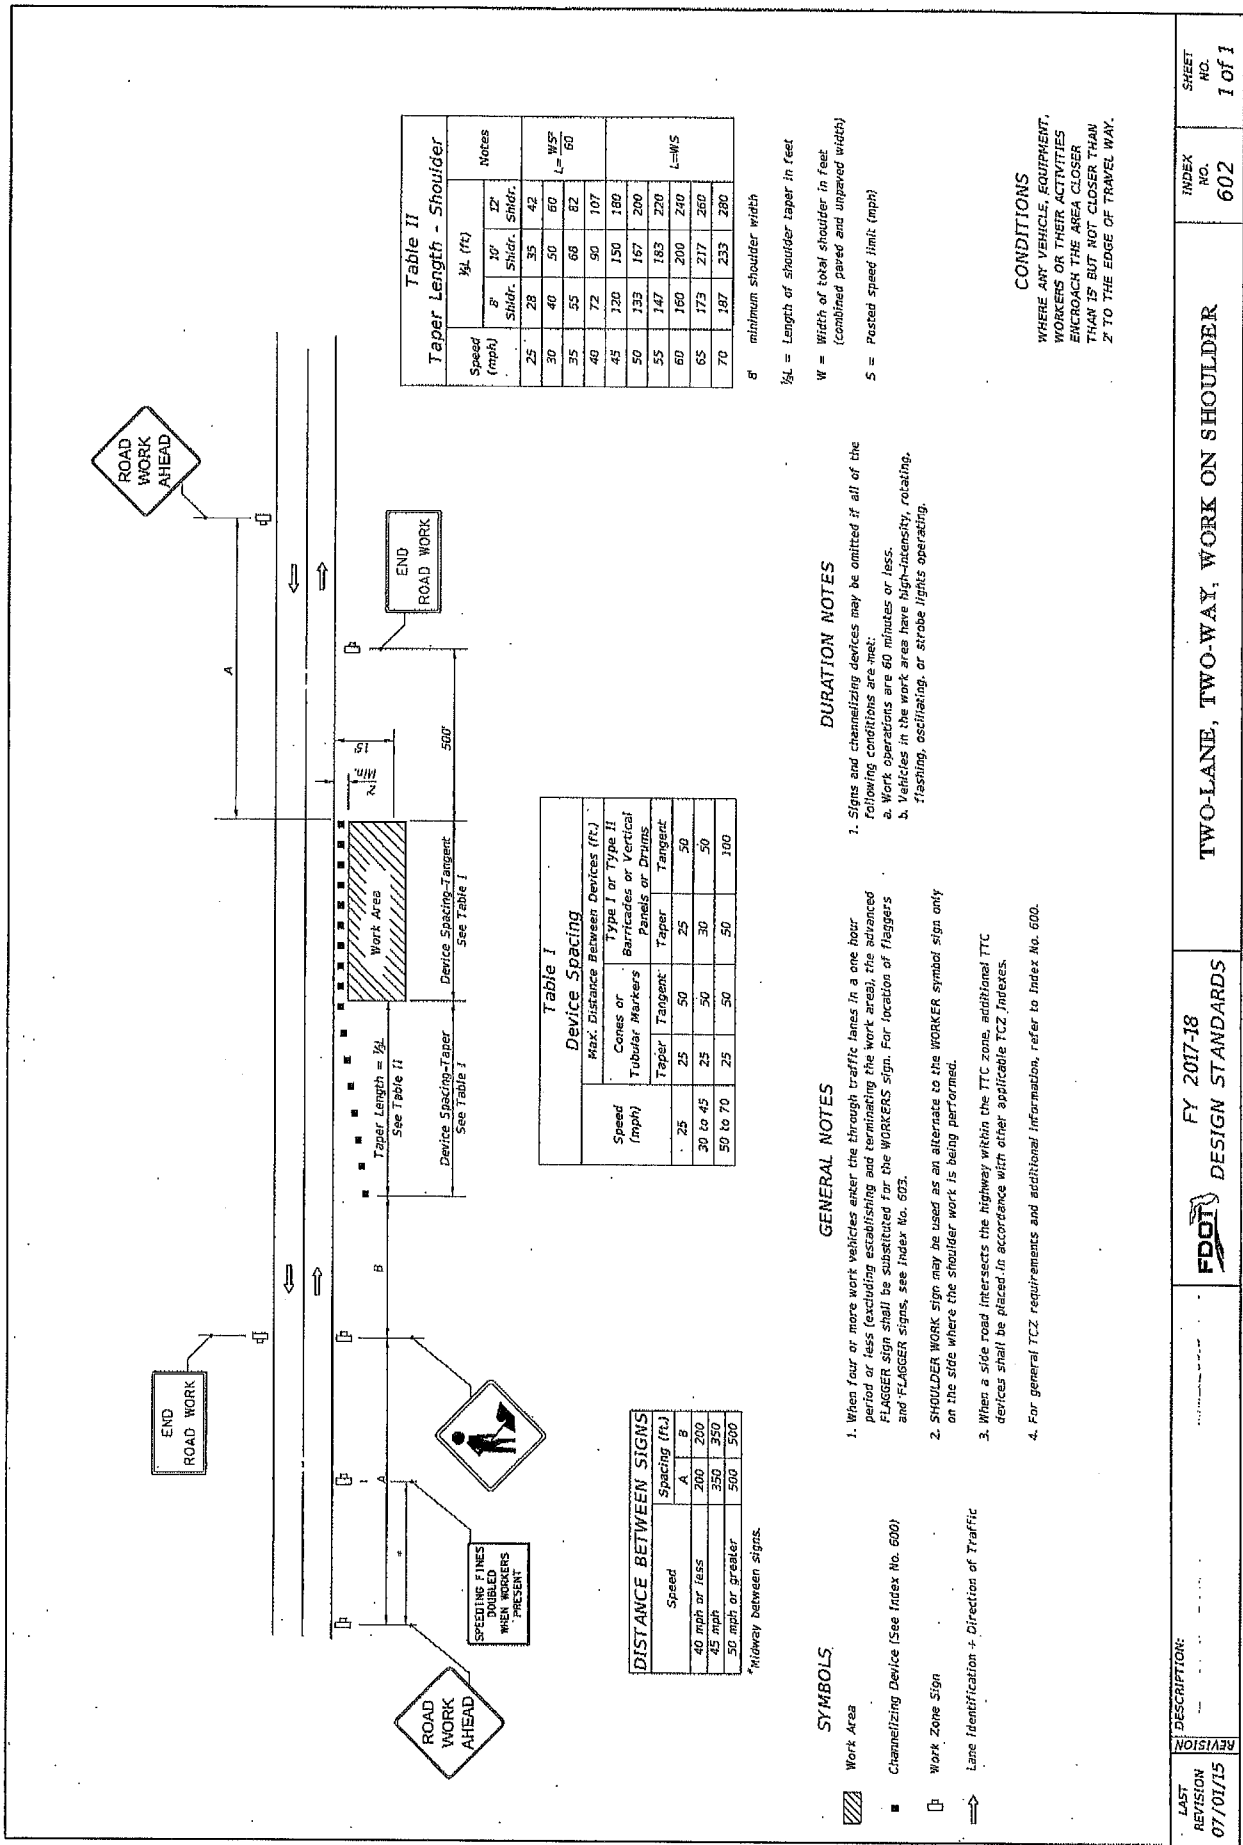 ROAD
WORK
AHEAD
END
ROAD WORK
A
500'
15'
2'
Min.
Work Area
Device Spacing-Tangent
See Table I
Taper Length = ⅓L
See Table II
Device Spacing-Taper
See Table I
B
END
ROAD WORK
A
*
SPEEDING FINES
DOUBLED
WHEN WORKERS
PRESENT
ROAD
WORK
AHEAD
Table II
Taper Length - Shoulder
Speed (mph) ⅓L (ft) Notes
8' Shldr. 10' Shldr. 12' Shldr.
25 28 35 42 L= WS²/60
30 40 50 60
35 55 68 82
40 72 90 107
45 120 150 180 L=WS
50 133 167 200
55 147 183 220
60 160 200 240
65 173 217 260
70 187 233 280
8' minimum shoulder width
⅓L = Length of shoulder taper in feet
W = Width of total shoulder in feet
(combined paved and unpaved width)
S = Posted speed limit (mph)
Table I
Device Spacing
Speed (mph) Max. Distance Between Devices (ft.)
Cones or Tubular Markers Type I or Type II Barricades or Vertical Panels or Drums
Taper Tangent Taper Tangent
25 25 50 25 50
30 to 45 25 50 30 50
50 to 70 25 50 50 100
DISTANCE BETWEEN SIGNS
Speed Spacing (ft.)
A B
40 mph or less 200 200
45 mph 350 350
50 mph or greater 500 500
*Midway between signs.
SYMBOLS
Work Area
Channelizing Device (See Index No. 600)
Work Zone Sign
Lane Identification + Direction of Traffic
GENERAL NOTES
1. When four or more work vehicles enter the through traffic lanes in a one hour
period or less (excluding establishing and terminating the work area), the advanced
FLAGGER sign shall be substituted for the WORKERS sign. For location of flaggers
and FLAGGER signs, see Index No. 603.
2. SHOULDER WORK sign may be used as an alternate to the WORKER symbol sign only
on the side where the shoulder work is being performed.
3. When a side road intersects the highway within the TTC zone, additional TTC
devices shall be placed in accordance with other applicable TCZ Indexes.
4. For general TCZ requirements and additional information, refer to Index No. 600.
DURATION NOTES
1. Signs and channelizing devices may be omitted if all of the
following conditions are met:
a. Work operations are 60 minutes or less.
b. Vehicles in the work area have high-intensity, rotating,
flashing, oscillating, or strobe lights operating.
CONDITIONS
WHERE ANY VEHICLE, EQUIPMENT,
WORKERS OR THEIR ACTIVITIES
ENCROACH THE AREA CLOSER
THAN 15' BUT NOT CLOSER THAN
2' TO THE EDGE OF TRAVEL WAY.
LAST
REVISION
07/01/15
REVISION
DESCRIPTION:
FDOT
FY 2017-18
DESIGN STANDARDS
TWO-LANE, TWO-WAY, WORK ON SHOULDER
INDEX
NO.
602
SHEET
NO.
1 of 1